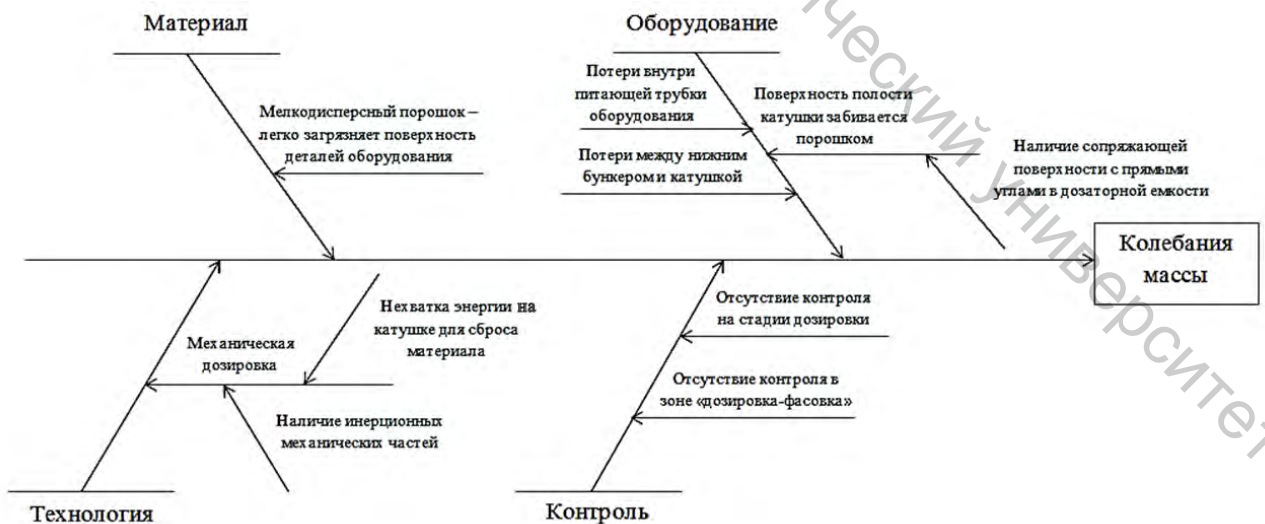 Материал
Оборудование
Мелкодисперсный порошок –
легко загрязняет поверхность
деталей оборудования
Потери внутри
питающей трубки
оборудования
Потери между нижним
бункером и катушкой
Поверхность полости
катушки забивается
порошком
Наличие сопряжающей
поверхности с прямыми
углами в дозаторной емкости
Колебания
массы
Нехватка энергии на
катушке для сброса
материала
Механическая
дозировка
Наличие инерционных
механических частей
Отсутствие контроля
на стадии дозировки
Отсутствие контроля в
зоне «дозировка-фасовка»
Технология
Контроль
университет